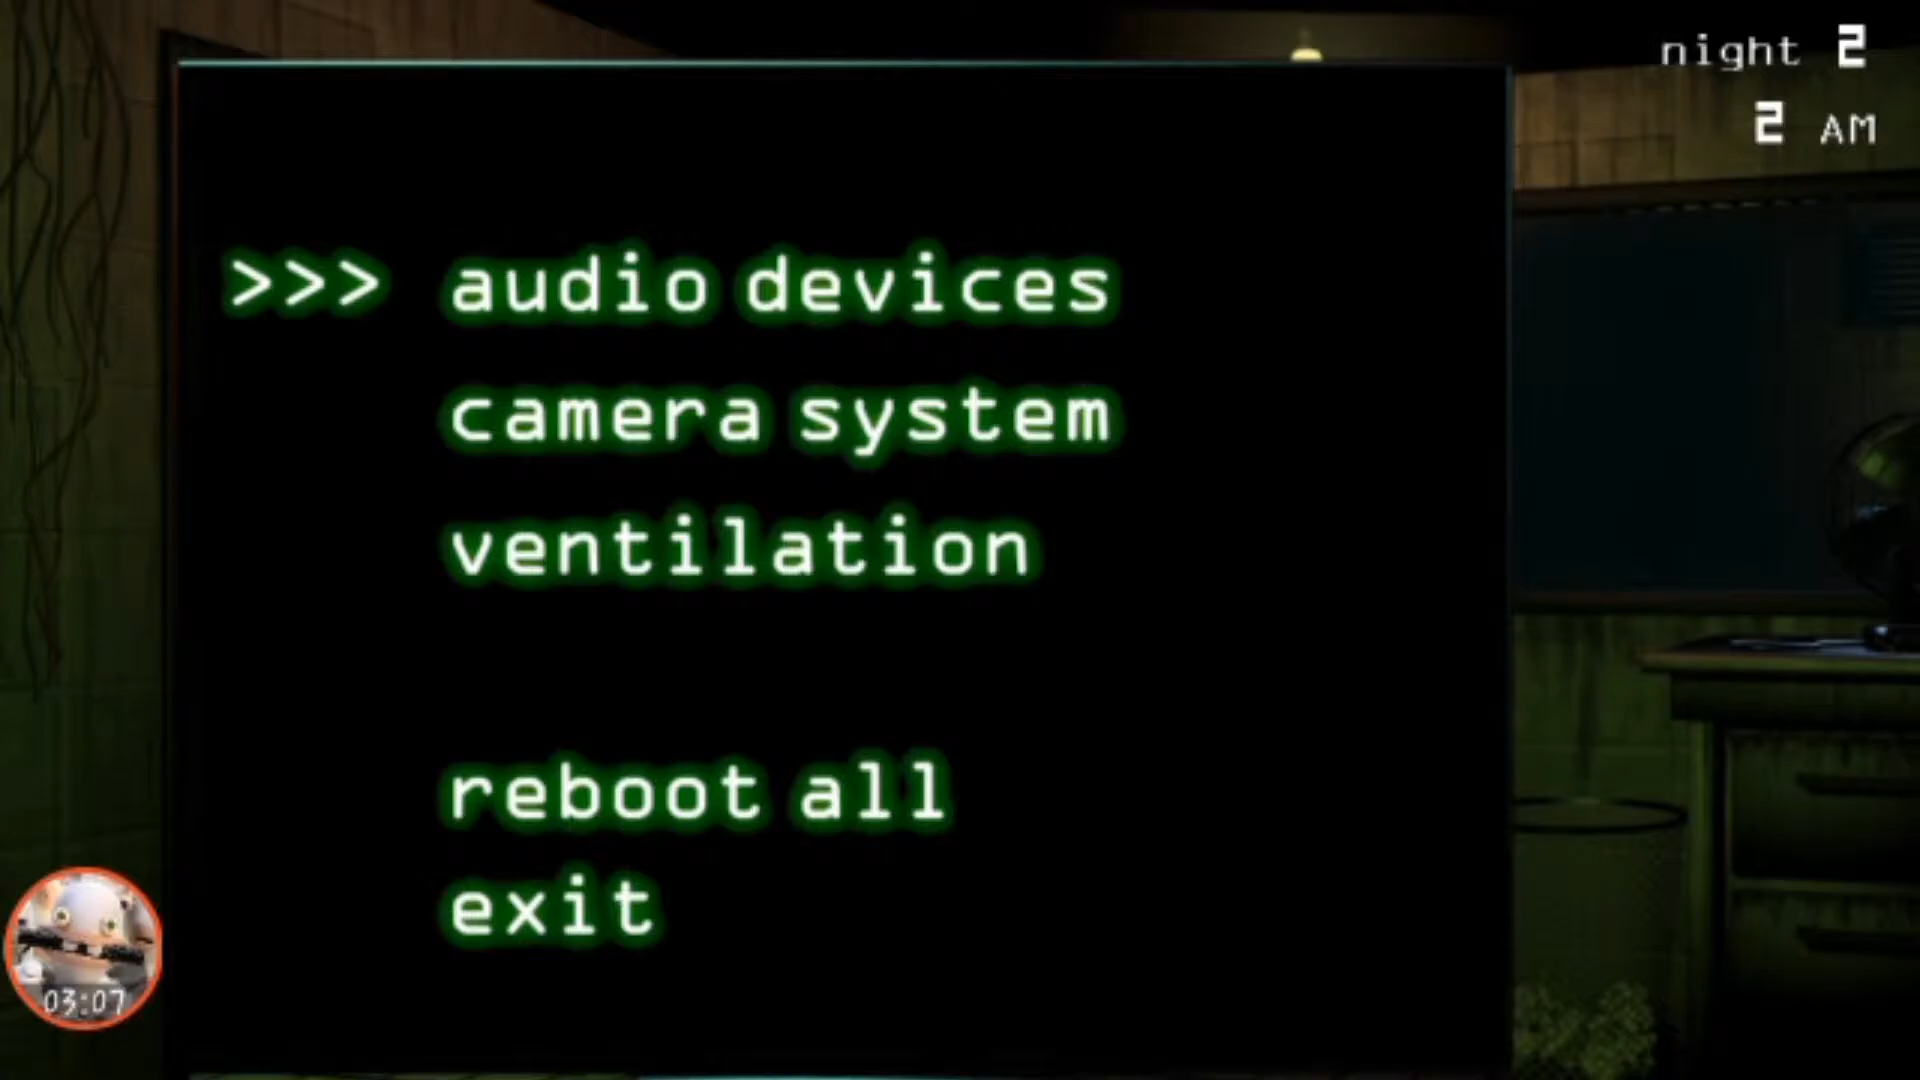 night 2
2 AM
>>> audio devices
camera system
ventilation
reboot all
exit
03:07